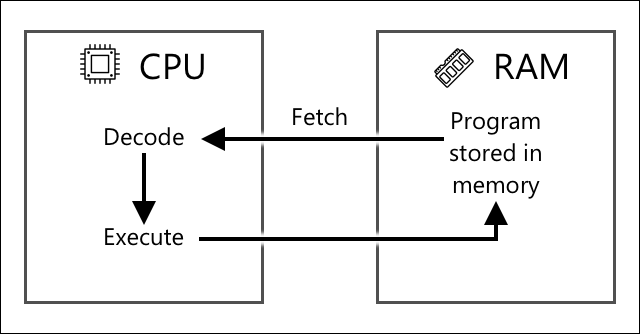 CPU
RAM
Fetch
Decode
Program
stored in
memory
Execute